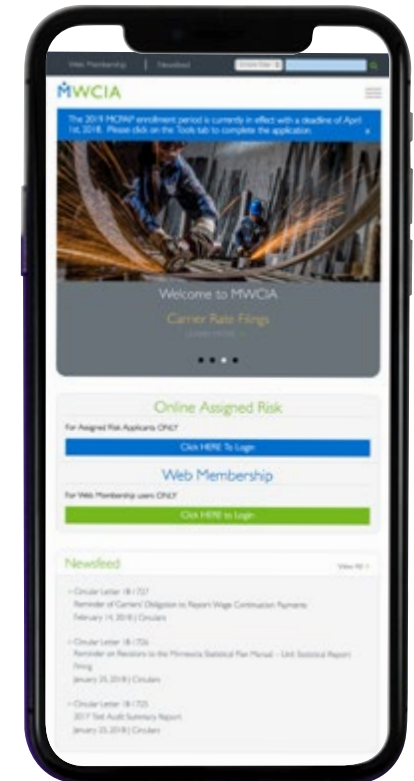 Web Membership | Newsfeed
MWCIA
The 2019 MCPAP enrollment period is currently in effect with a deadline of April
1st, 2018. Please click on the Tools tab to complete the application. x
Welcome to MWCIA
Carrier Rate Filings
Online Assigned Risk
For Assigned Risk Applicants ONLY
Click HERE To Login
Web Membership
For Web Membership users ONLY
Click HERE to Login
Newsfeed View All >
Circular Letter 18-1727
Reminder of Carriers' Obligation to Report Wage Continuation Payments
February 14, 2018 | Circulars
Circular Letter 18-1726
Reminder on Revisions to the Minnesota Statistical Plan Manual - Unit Statistical Report
Filing
January 25, 2018 | Circulars
Circular Letter 18-1725
2017 Test Audit Summary Report
January 25, 2018 | Circulars